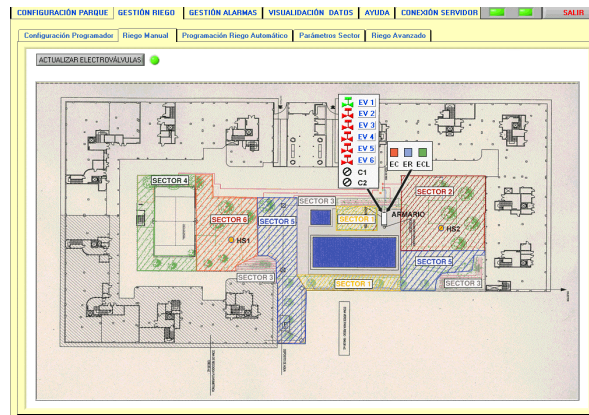 CONFIGURACIÓN PARQUE GESTIÓN RIEGO GESTIÓN ALARMAS VISUALIDACIÓN DATOS AYUDA CONEXIÓN SERVIDOR SALIR
Configuración Programador Riego Manual Programación Riego Automático Parámetros Sector Riego Avanzado
ACTUALIZAR ELECTROVÁLVULAS
EV 1
EV 2
EV 3
EV 4
EV 5
EV 6
C1
C2
EC ER ECL
SECTOR 4
SECTOR 2
SECTOR 3
SECTOR 6
SECTOR 5
SECTOR 1
ARMARIO
HS1
HS2
SECTOR 5
SECTOR 3
SECTOR 1
SECTOR 3